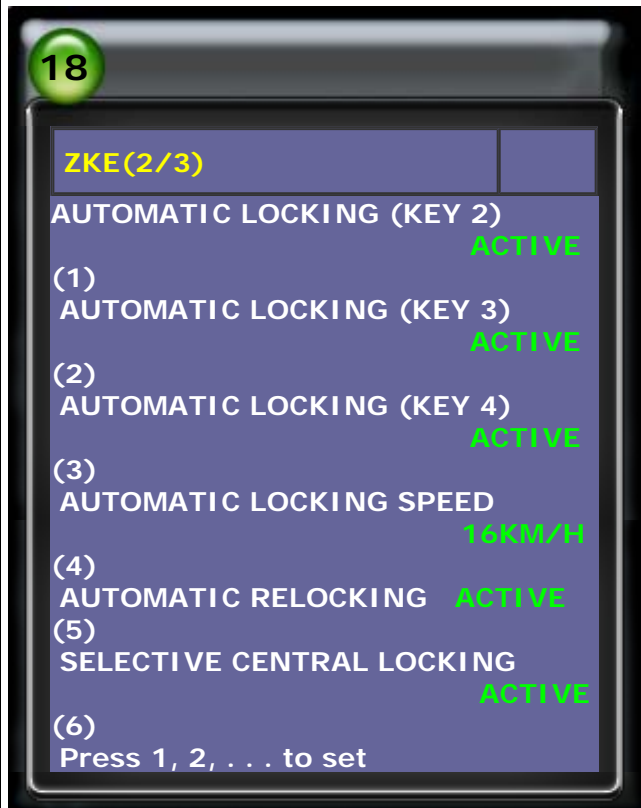 18
ZKE(2/3)
AUTOMATIC LOCKING (KEY 2)
ACTIVE
(1)
AUTOMATIC LOCKING (KEY 3)
ACTIVE
(2)
AUTOMATIC LOCKING (KEY 4)
ACTIVE
(3)
AUTOMATIC LOCKING SPEED
16KM/H
(4)
AUTOMATIC RELOCKING ACTIVE
(5)
SELECTIVE CENTRAL LOCKING
ACTIVE
(6)
Press 1, 2, . . . to set